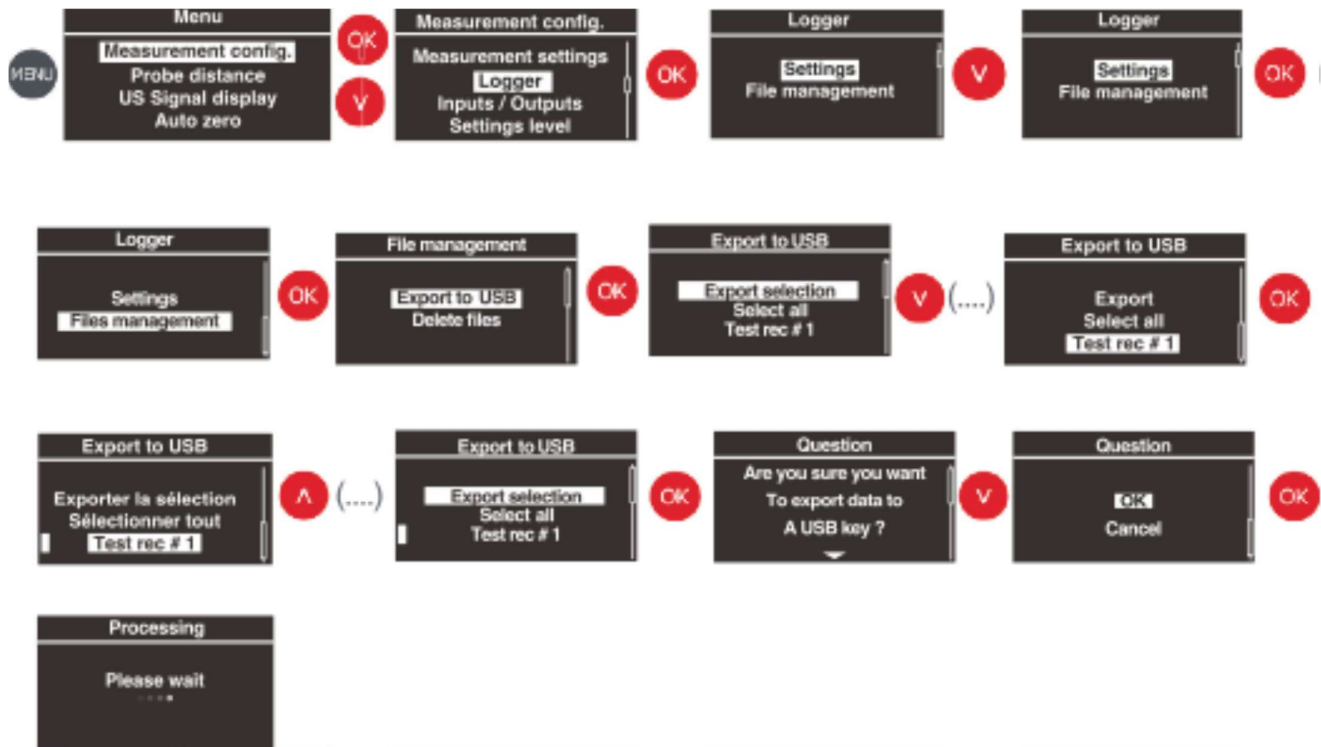 MENU
Menu
Measurement config.
Probe distance
US Signal display
Auto zero
OK
V
Measurement config.
Measurement settings
Logger
Inputs / Outputs
Settings level
OK
Logger
Settings
File management
V
Logger
Settings
File management
OK
Logger
Settings
Files management
OK
File management
Export to USB
Delete files
OK
Export to USB
Export selection
Select all
Test rec # 1
V
(....)
Export to USB
Export
Select all
Test rec # 1
OK
Export to USB
Exporter la sélection
Sélectionner tout
Test rec # 1
Λ
(....)
Export to USB
Export selection
Select all
Test rec # 1
OK
Question
Are you sure you want
To export data to
A USB key ?
V
Question
OK
Cancel
OK
Processing
Please wait